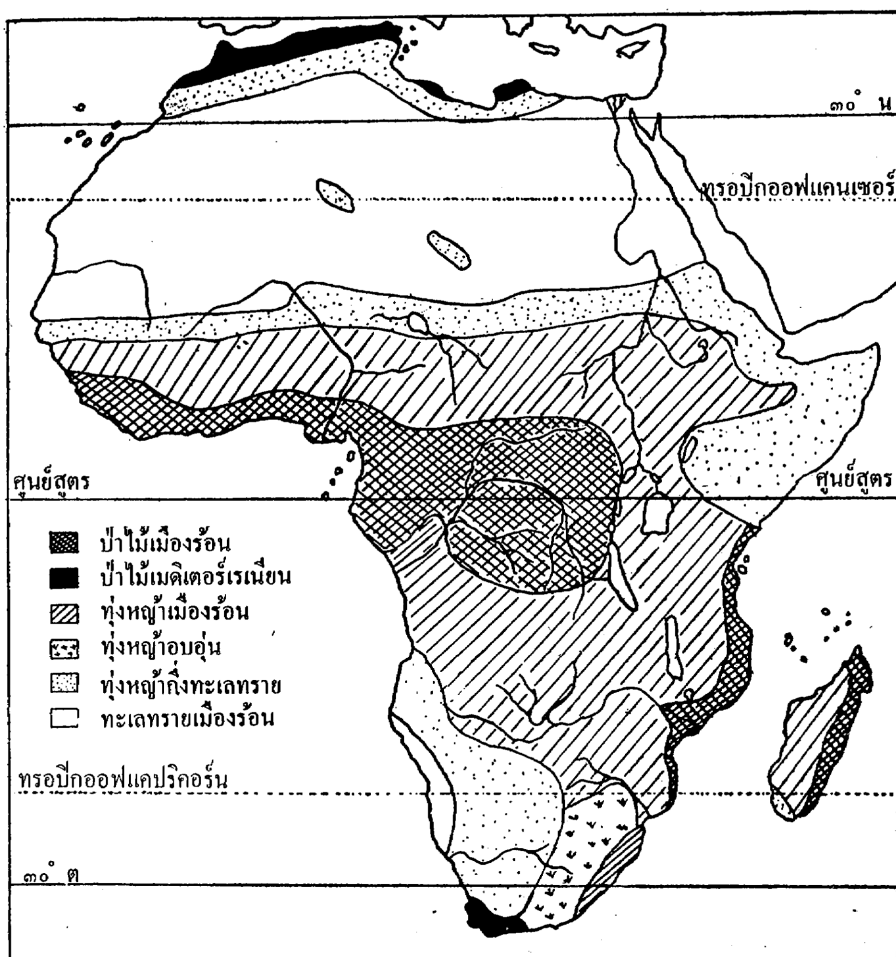 ๓๐° น
ทรอปิกออฟแคนเซอร์
ศูนย์สูตร
ศูนย์สูตร
ป่าไม้เมืองร้อน
ป่าไม้เมดิเตอร์เรเนียน
ทุ่งหญ้าเมืองร้อน
ทุ่งหญ้าอบอุ่น
ทุ่งหญ้ากึ่งทะเลทราย
ทะเลทรายเมืองร้อน
ทรอปิกออฟแคปริคอร์น
๓๐° ต